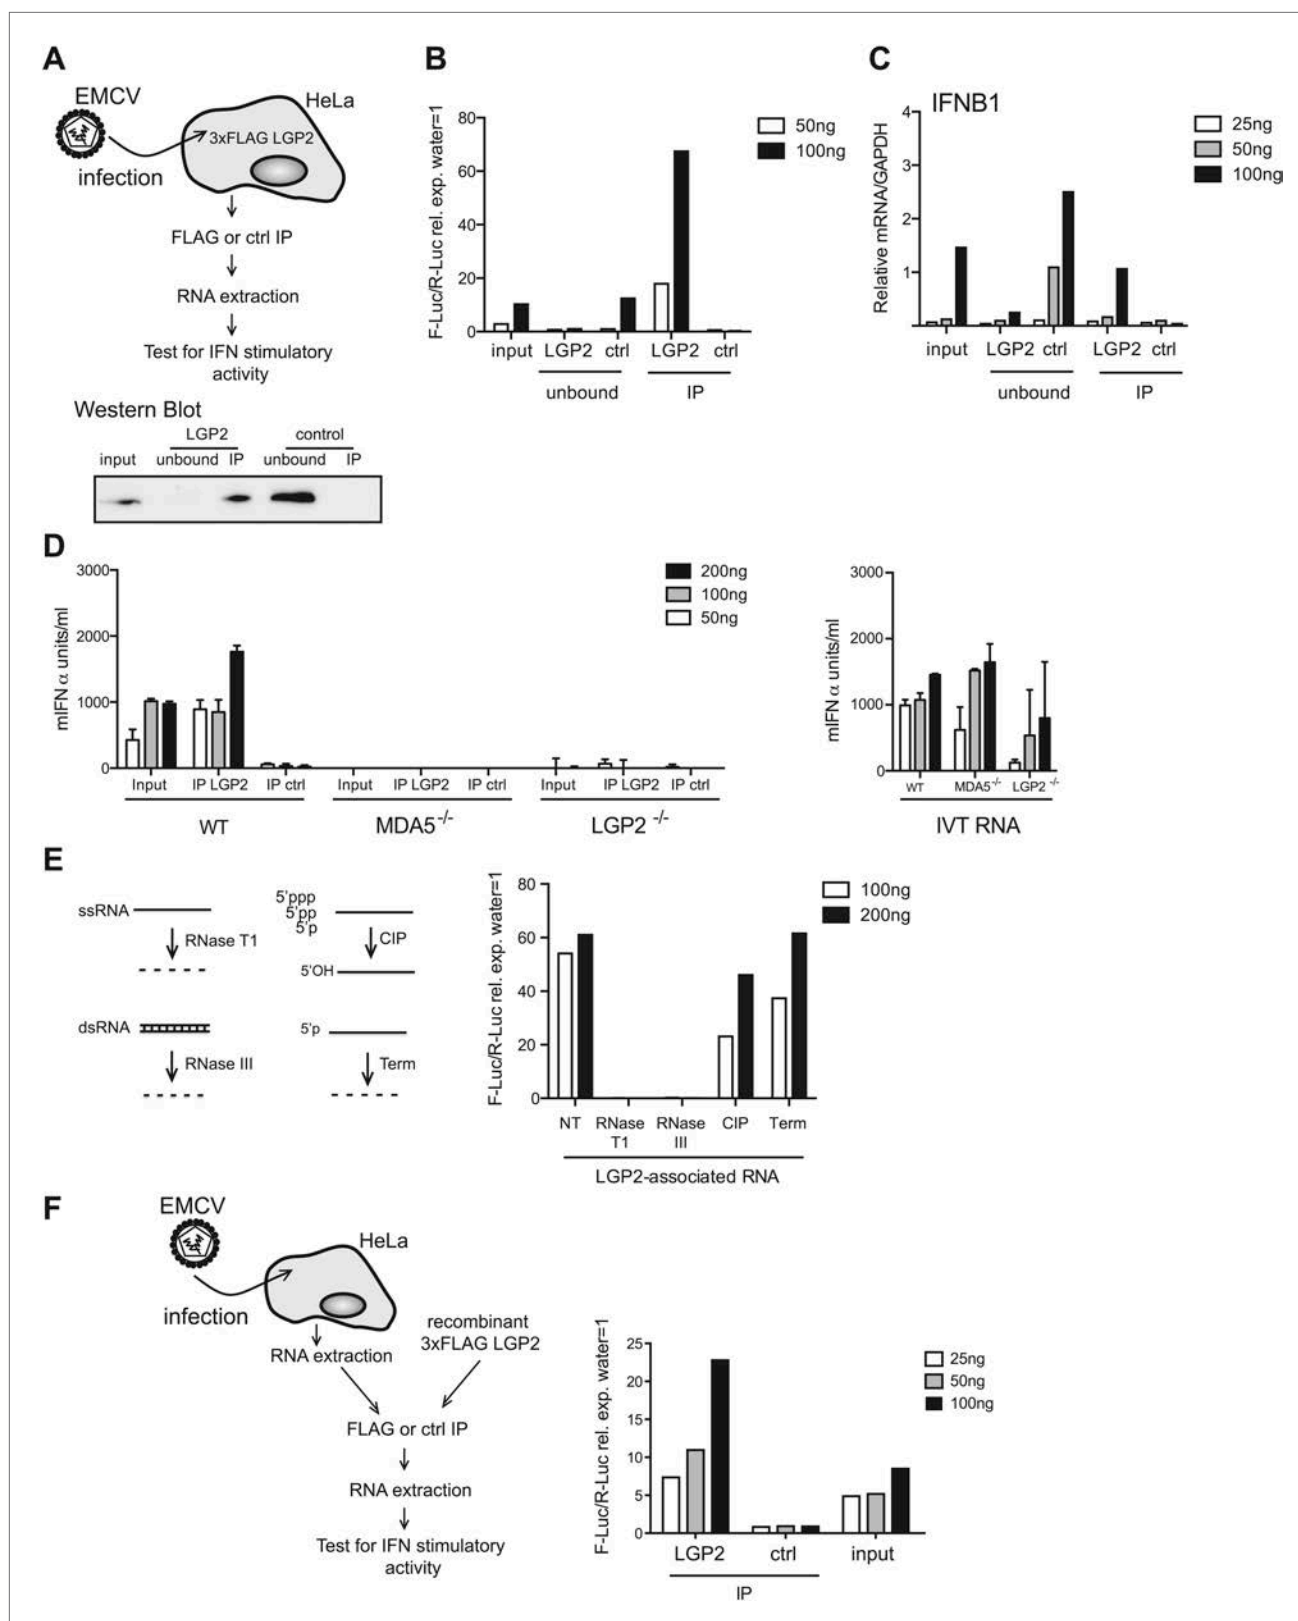 A
EMCV
HeLa
3xFLAG LGP2
infection
FLAG or ctrl IP
RNA extraction
Test for IFN stimulatory
activity
Western Blot
LGP2 control
input unbound IP unbound IP
B
F-Luc/R-Luc rel. exp. water=1
80
60
40
20
0
50ng
100ng
input LGP2 ctrl LGP2 ctrl
unbound IP
C
IFNB1
Relative mRNA/GAPDH
4
3
2
1
25ng
50ng
100ng
input LGP2 ctrl LGP2 ctrl
unbound IP
D
mIFN α units/ml
3000
2000
1000
0
200ng
100ng
50ng
Input IP LGP2 IP ctrl Input IP LGP2 IP ctrl Input IP LGP2 IP ctrl
WT MDA5-/- LGP2 -/-
mIFN α units/ml
3000
2000
1000
0
WT MDA5-/- LGP2 -/-
IVT RNA
E
ssRNA
RNase T1
5'ppp
5'pp
5'p
CIP
5'OH
dsRNA
RNase III
5'p
Term
F-Luc/R-Luc rel. exp. water=1
80
60
40
20
0
100ng
200ng
NT RNase RNase CIP Term
T1 III
LGP2-associated RNA
F
EMCV
HeLa
infection
RNA extraction
recombinant
3xFLAG LGP2
FLAG or ctrl IP
RNA extraction
Test for IFN stimulatory
activity
F-Luc/R-Luc rel. exp. water=1
25
20
15
10
5
0
25ng
50ng
100ng
LGP2 ctrl input
IP